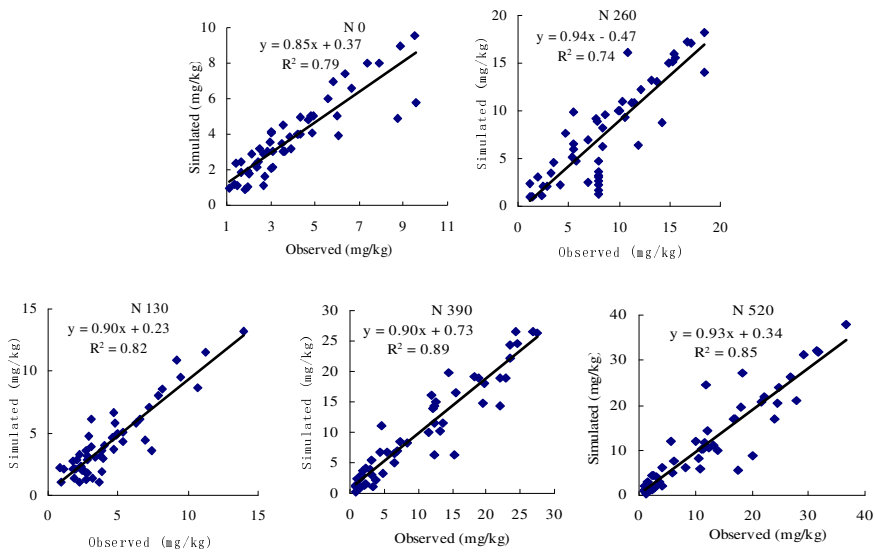 N 0
y = 0.85x + 0.37
R² = 0.79
10
8
6
4
2
0
1 3 5 7 9 11
Simulated (mg/kg)
Observed (mg/kg)
N 260
y = 0.94x - 0.47
R² = 0.74
20
15
10
5
0
0 5 10 15 20
Simulated (mg/kg)
Observed (mg/kg)
N 130
y = 0.90x + 0.23
R² = 0.82
15
10
5
0
0 5 10 15
Simulated (mg/kg)
Observed (mg/kg)
N 390
y = 0.90x + 0.73
R² = 0.89
30
25
20
15
10
5
0
0 5 10 15 20 25 30
Simulated (mg/kg)
Observed (mg/kg)
N 520
y = 0.93x + 0.34
R² = 0.85
40
30
20
10
0
0 10 20 30 40
Simulated (mg/kg)
Observed (mg/kg)